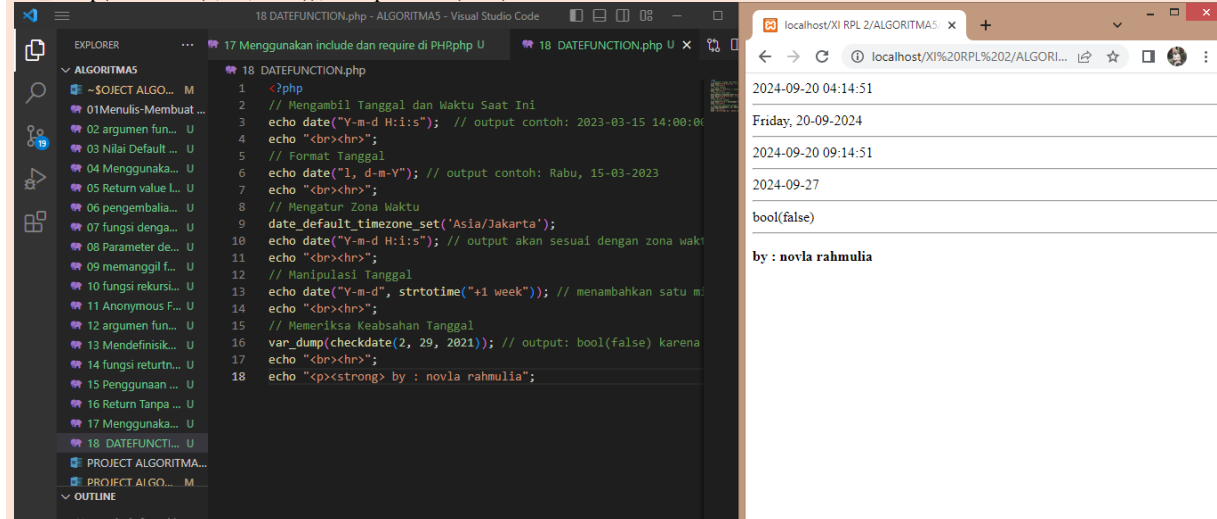 18 DATEFUNCTION.php - ALGORITMA5 - Visual Studio Code
EXPLORER
ALGORITMA5
~$OJECT ALGO... M
01Menulis-Membuat ...
02 argumen fun... U
03 Nilai Default ... U
04 Menggunaka... U
05 Return value l... U
06 pengembalia... U
07 fungsi denga... U
08 Parameter de... U
09 memanggil f... U
10 fungsi rekursi... U
11 Anonymous F... U
12 argumen fun... U
13 Mendefinisik... U
14 fungsi returtn... U
15 Penggunaan ... U
16 Return Tanpa ... U
17 Menggunaka... U
18 DATEFUNCTI... U
PROJECT ALGORITMA...
PROJECT ALGO... M
OUTLINE
19
17 Menggunakan include dan require di PHP.php U
18 DATEFUNCTION.php U
18 DATEFUNCTION.php
1 <?php
2 // Mengambil Tanggal dan Waktu Saat Ini
3 echo date("Y-m-d H:i:s");  // output contoh: 2023-03-15 14:00:00
4 echo "<br><hr>";
5 // Format Tanggal
6 echo date("l, d-m-Y"); // output contoh: Rabu, 15-03-2023
7 echo "<br><hr>";
8 // Mengatur Zona Waktu
9 date_default_timezone_set('Asia/Jakarta');
10 echo date("Y-m-d H:i:s"); // output akan sesuai dengan zona wakt
11 echo "<br><hr>";
12 // Manipulasi Tanggal
13 echo date("Y-m-d", strtotime("+1 week")); // menambahkan satu mi
14 echo "<br><hr>";
15 // Memeriksa Keabsahan Tanggal
16 var_dump(checkdate(2, 29, 2021)); // output: bool(false) karena
17 echo "<br><hr>";
18 echo "<p><strong> by : novla rahmulia";
localhost/XI RPL 2/ALGORITMA5/
localhost/XI%20RPL%202/ALGORI...
2024-09-20 04:14:51
Friday, 20-09-2024
2024-09-20 09:14:51
2024-09-27
bool(false)
by : novla rahmulia